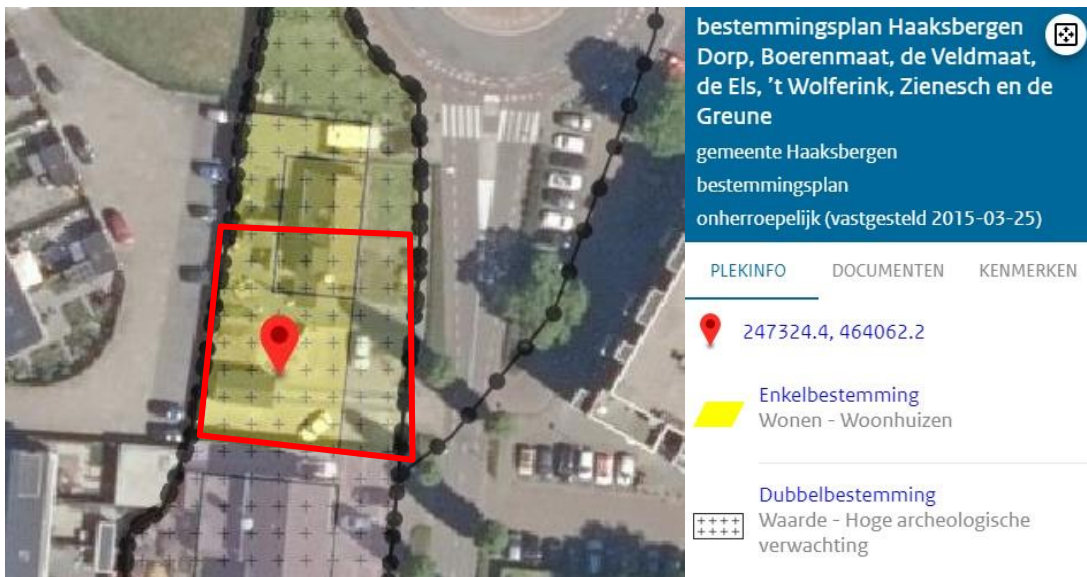 bestemmingsplan Haaksbergen
Dorp, Boerenmaat, de Veldmaat,
de Els, ’t Wolferink, Zienesch en de
Greune
gemeente Haaksbergen
bestemmingsplan
onherroepelijk (vastgesteld 2015-03-25)
PLEKINFO DOCUMENTEN KENMERKEN
247324.4, 464062.2
Enkelbestemming
Wonen - Woonhuizen
Dubbelbestemming
Waarde - Hoge archeologische
verwachting